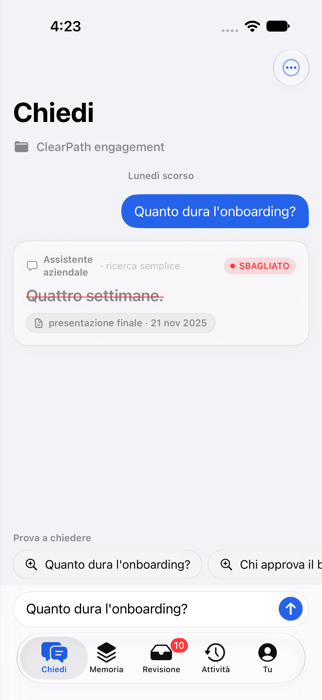 4:23
Chiedi
ClearPath engagement
Lunedì scorso
Quanto dura l'onboarding?
Assistente aziendale · ricerca semplice
SBAGLIATO
Quattro settimane.
presentazione finale · 21 nov 2025
Prova a chiedere
Quanto dura l'onboarding?
Chi approva il b
Quanto dura l'onboarding?
10
Chiedi
Memoria
Revisione
Attività
Tu